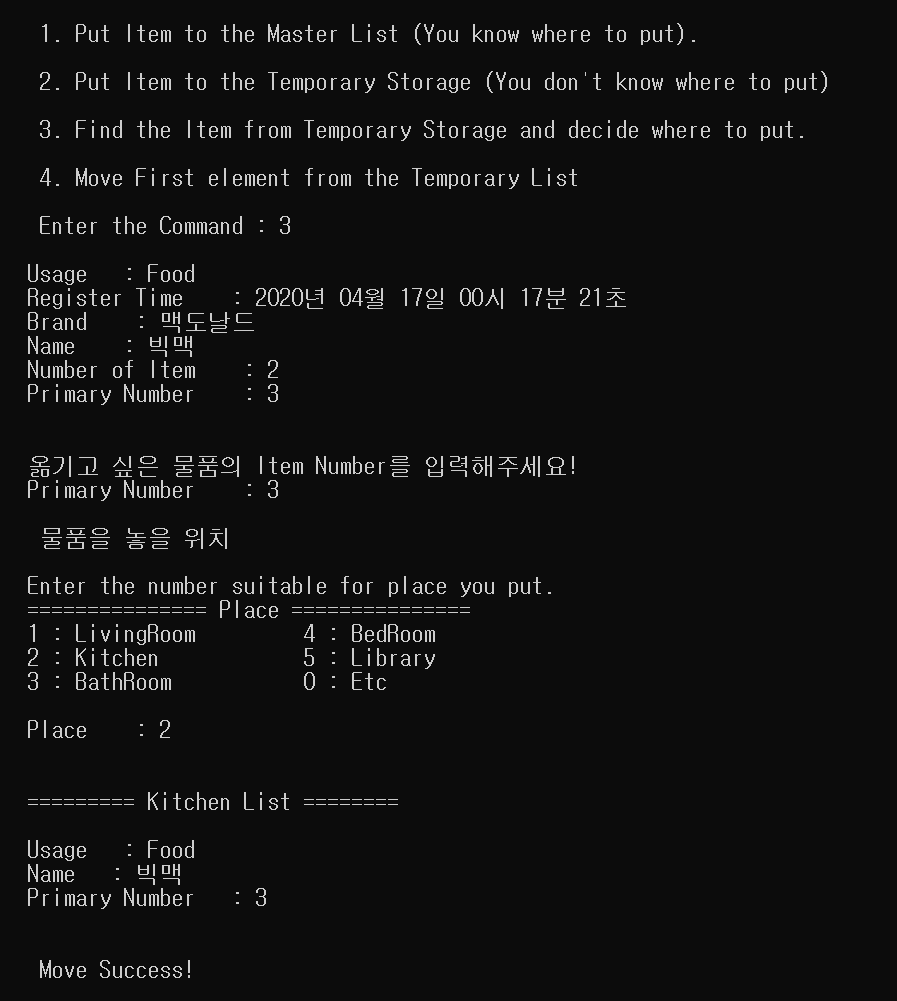 1. Put Item to the Master List (You know where to put).
2. Put Item to the Temporary Storage (You don't know where to put)
3. Find the Item from Temporary Storage and decide where to put.
4. Move First element from the Temporary List
Enter the Command : 3
Usage : Food
Register Time : 2020년 04월 17일 00시 17분 21초
Brand : 맥도날드
Name : 빅맥
Number of Item : 2
Primary Number : 3
옮기고 싶은 물품의 Item Number를 입력해주세요!
Primary Number : 3
물품을 놓을 위치
Enter the number suitable for place you put.
=============== Place ===============
1 : LivingRoom 4 : BedRoom
2 : Kitchen 5 : Library
3 : BathRoom 0 : Etc
Place : 2
========= Kitchen List ========
Usage : Food
Name : 빅맥
Primary Number : 3
Move Success!